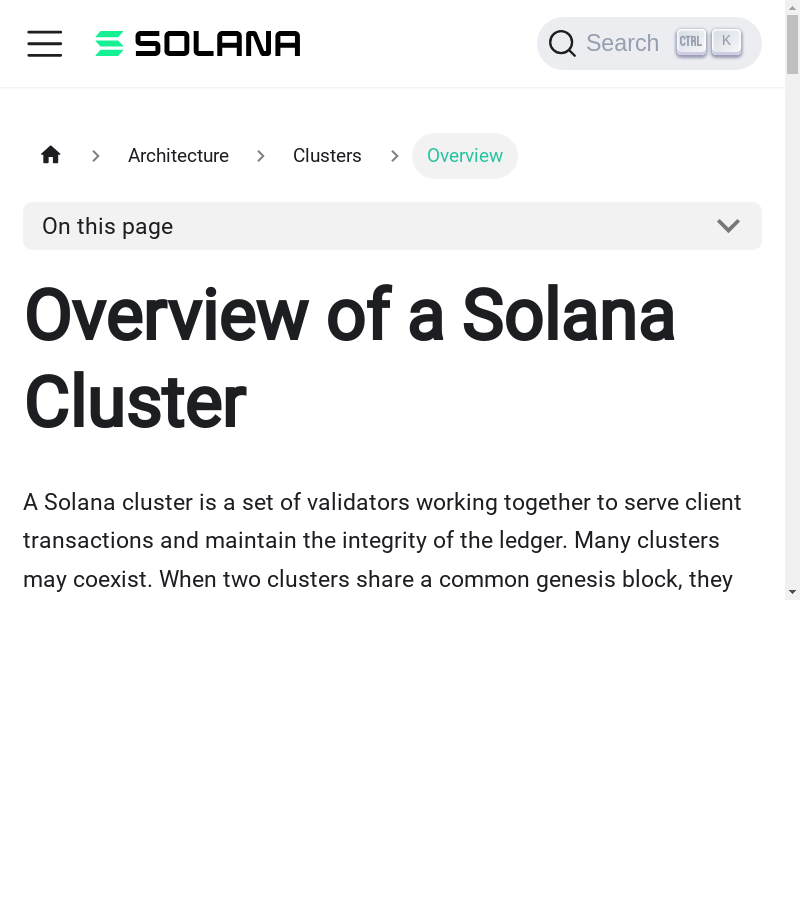 SOLANA
Search CTRL K
Architecture Clusters Overview
On this page
Overview of a Solana
Cluster
A Solana cluster is a set of validators working together to serve client
transactions and maintain the integrity of the ledger. Many clusters
may coexist. When two clusters share a common genesis block, they